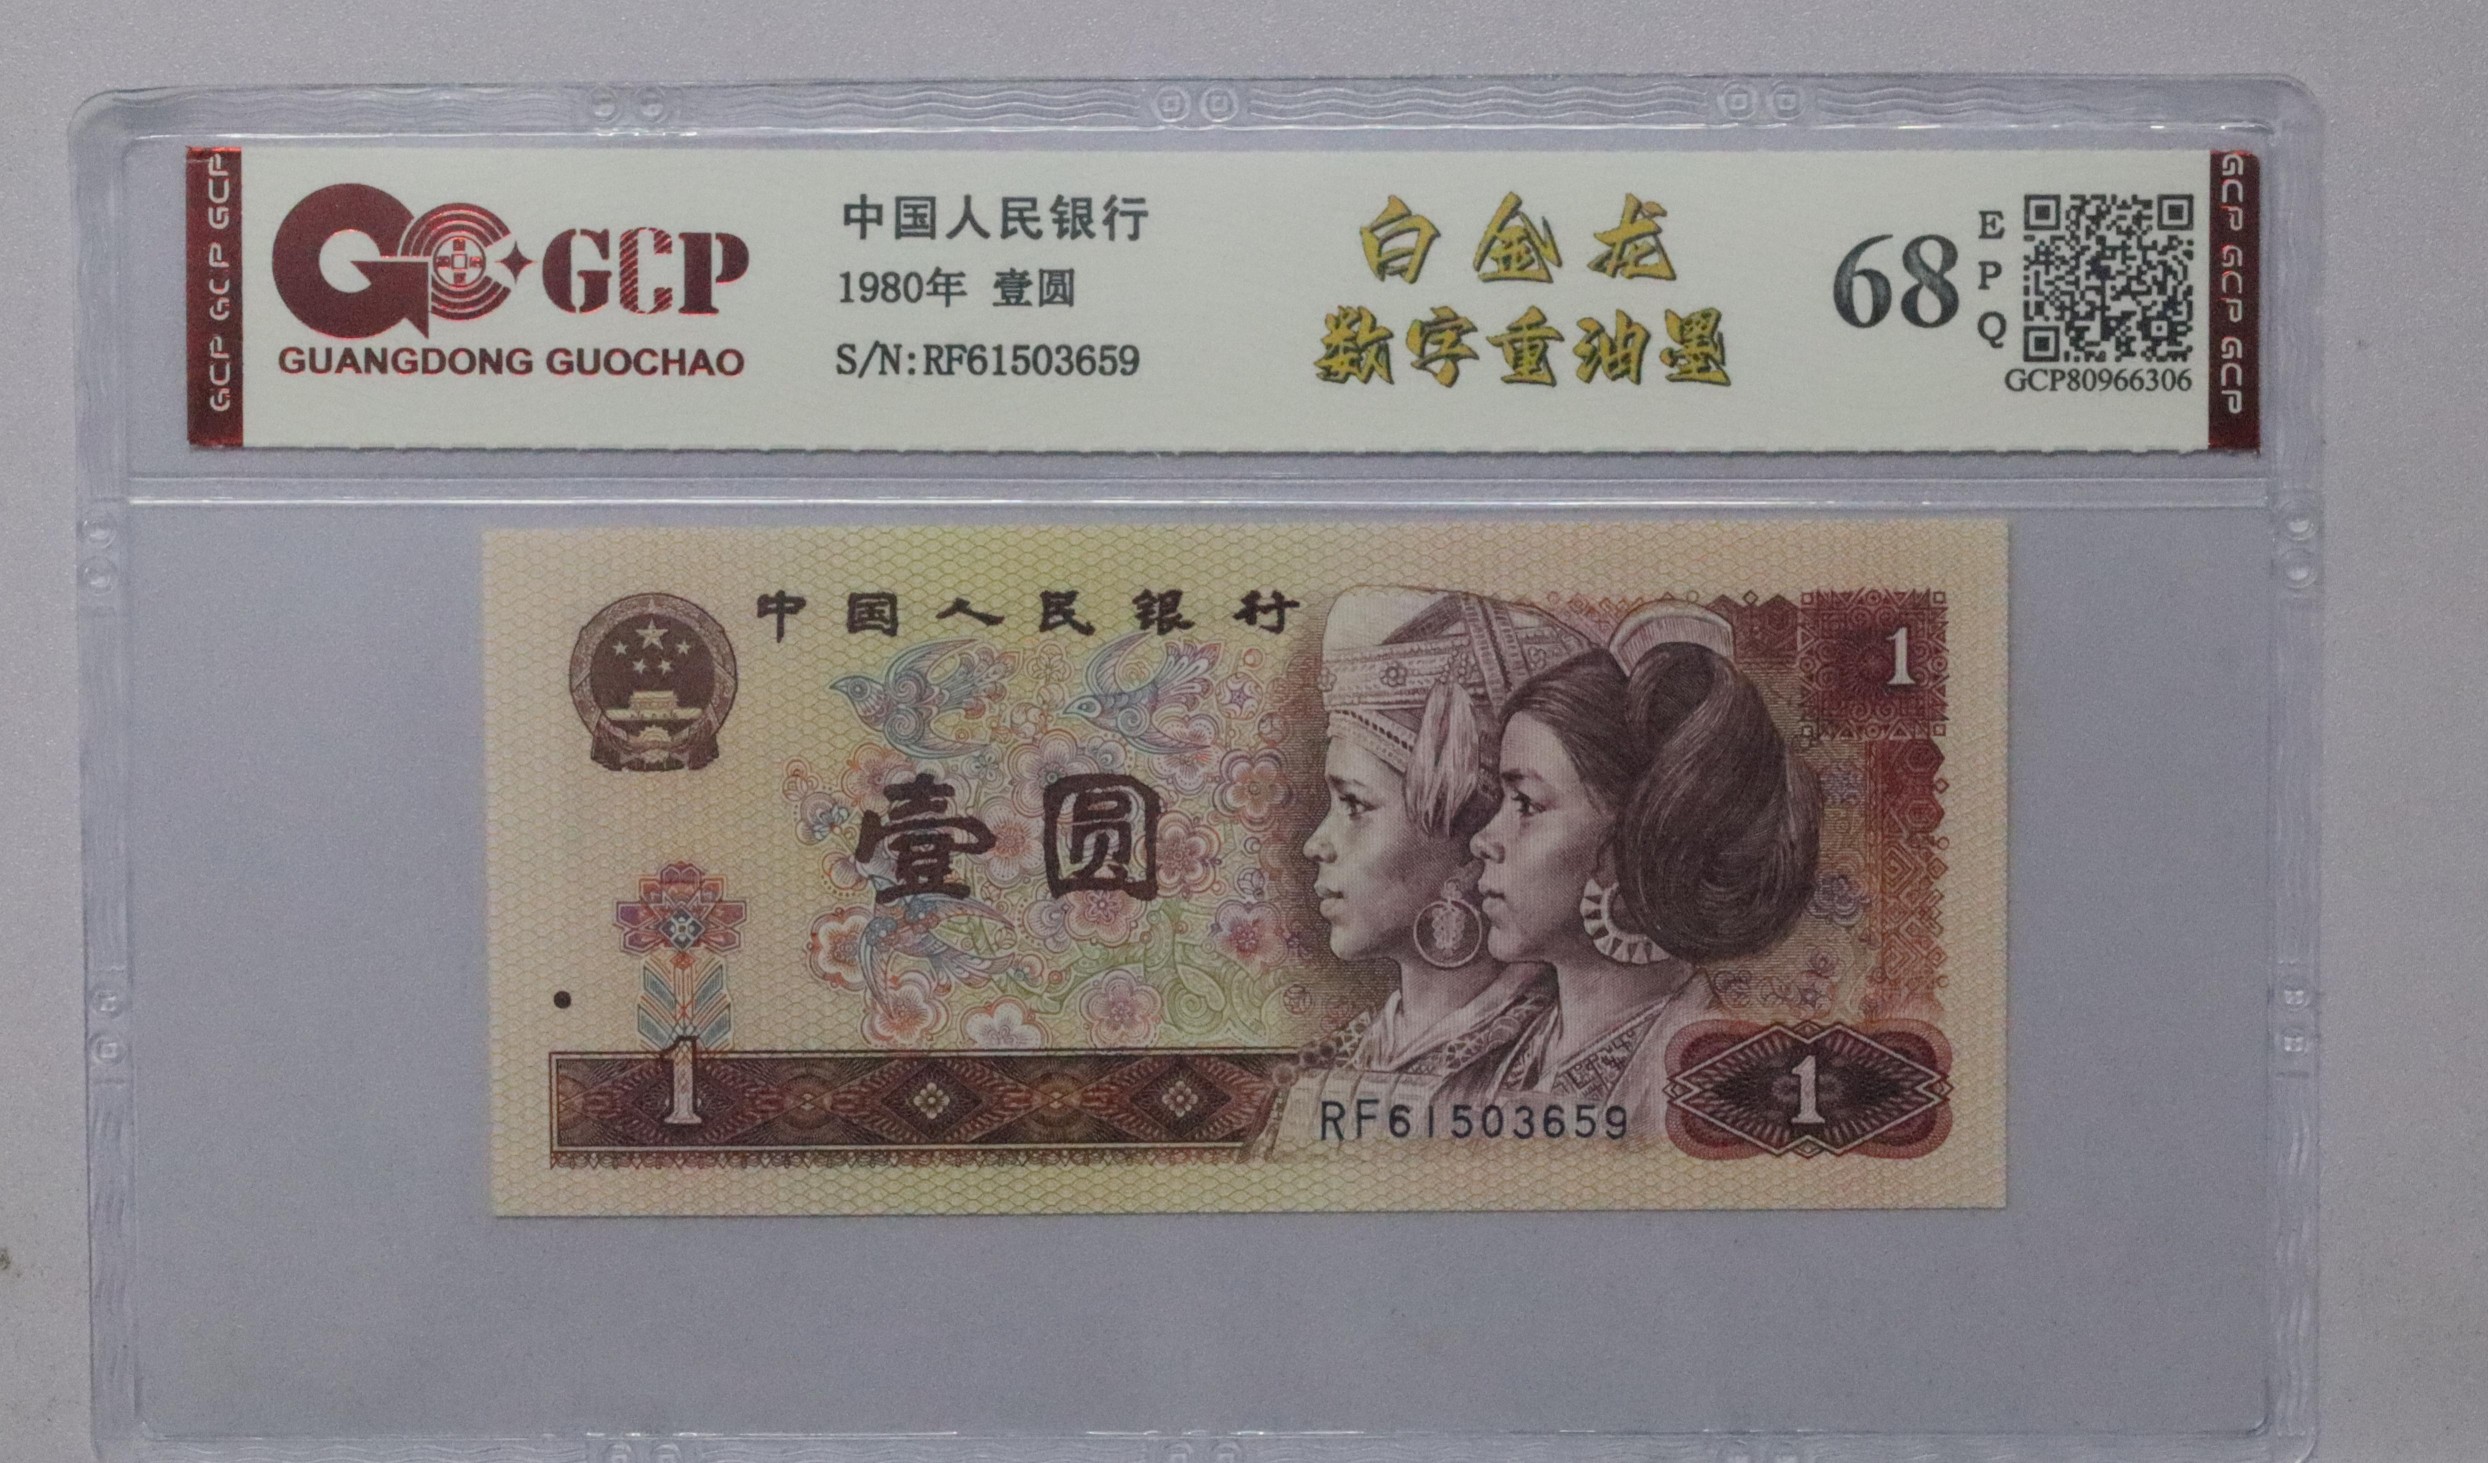 GCP GCP GCP
GCP
GUANGDONG GUOCHAO
中国人民银行
1980年 壹圆
S/N:RF61503659
白金龙
数字重油墨
68
EPQ
GCP80966306
GCP GCP GCP
中国人民银行
1
壹圆
1
RF61503659
1